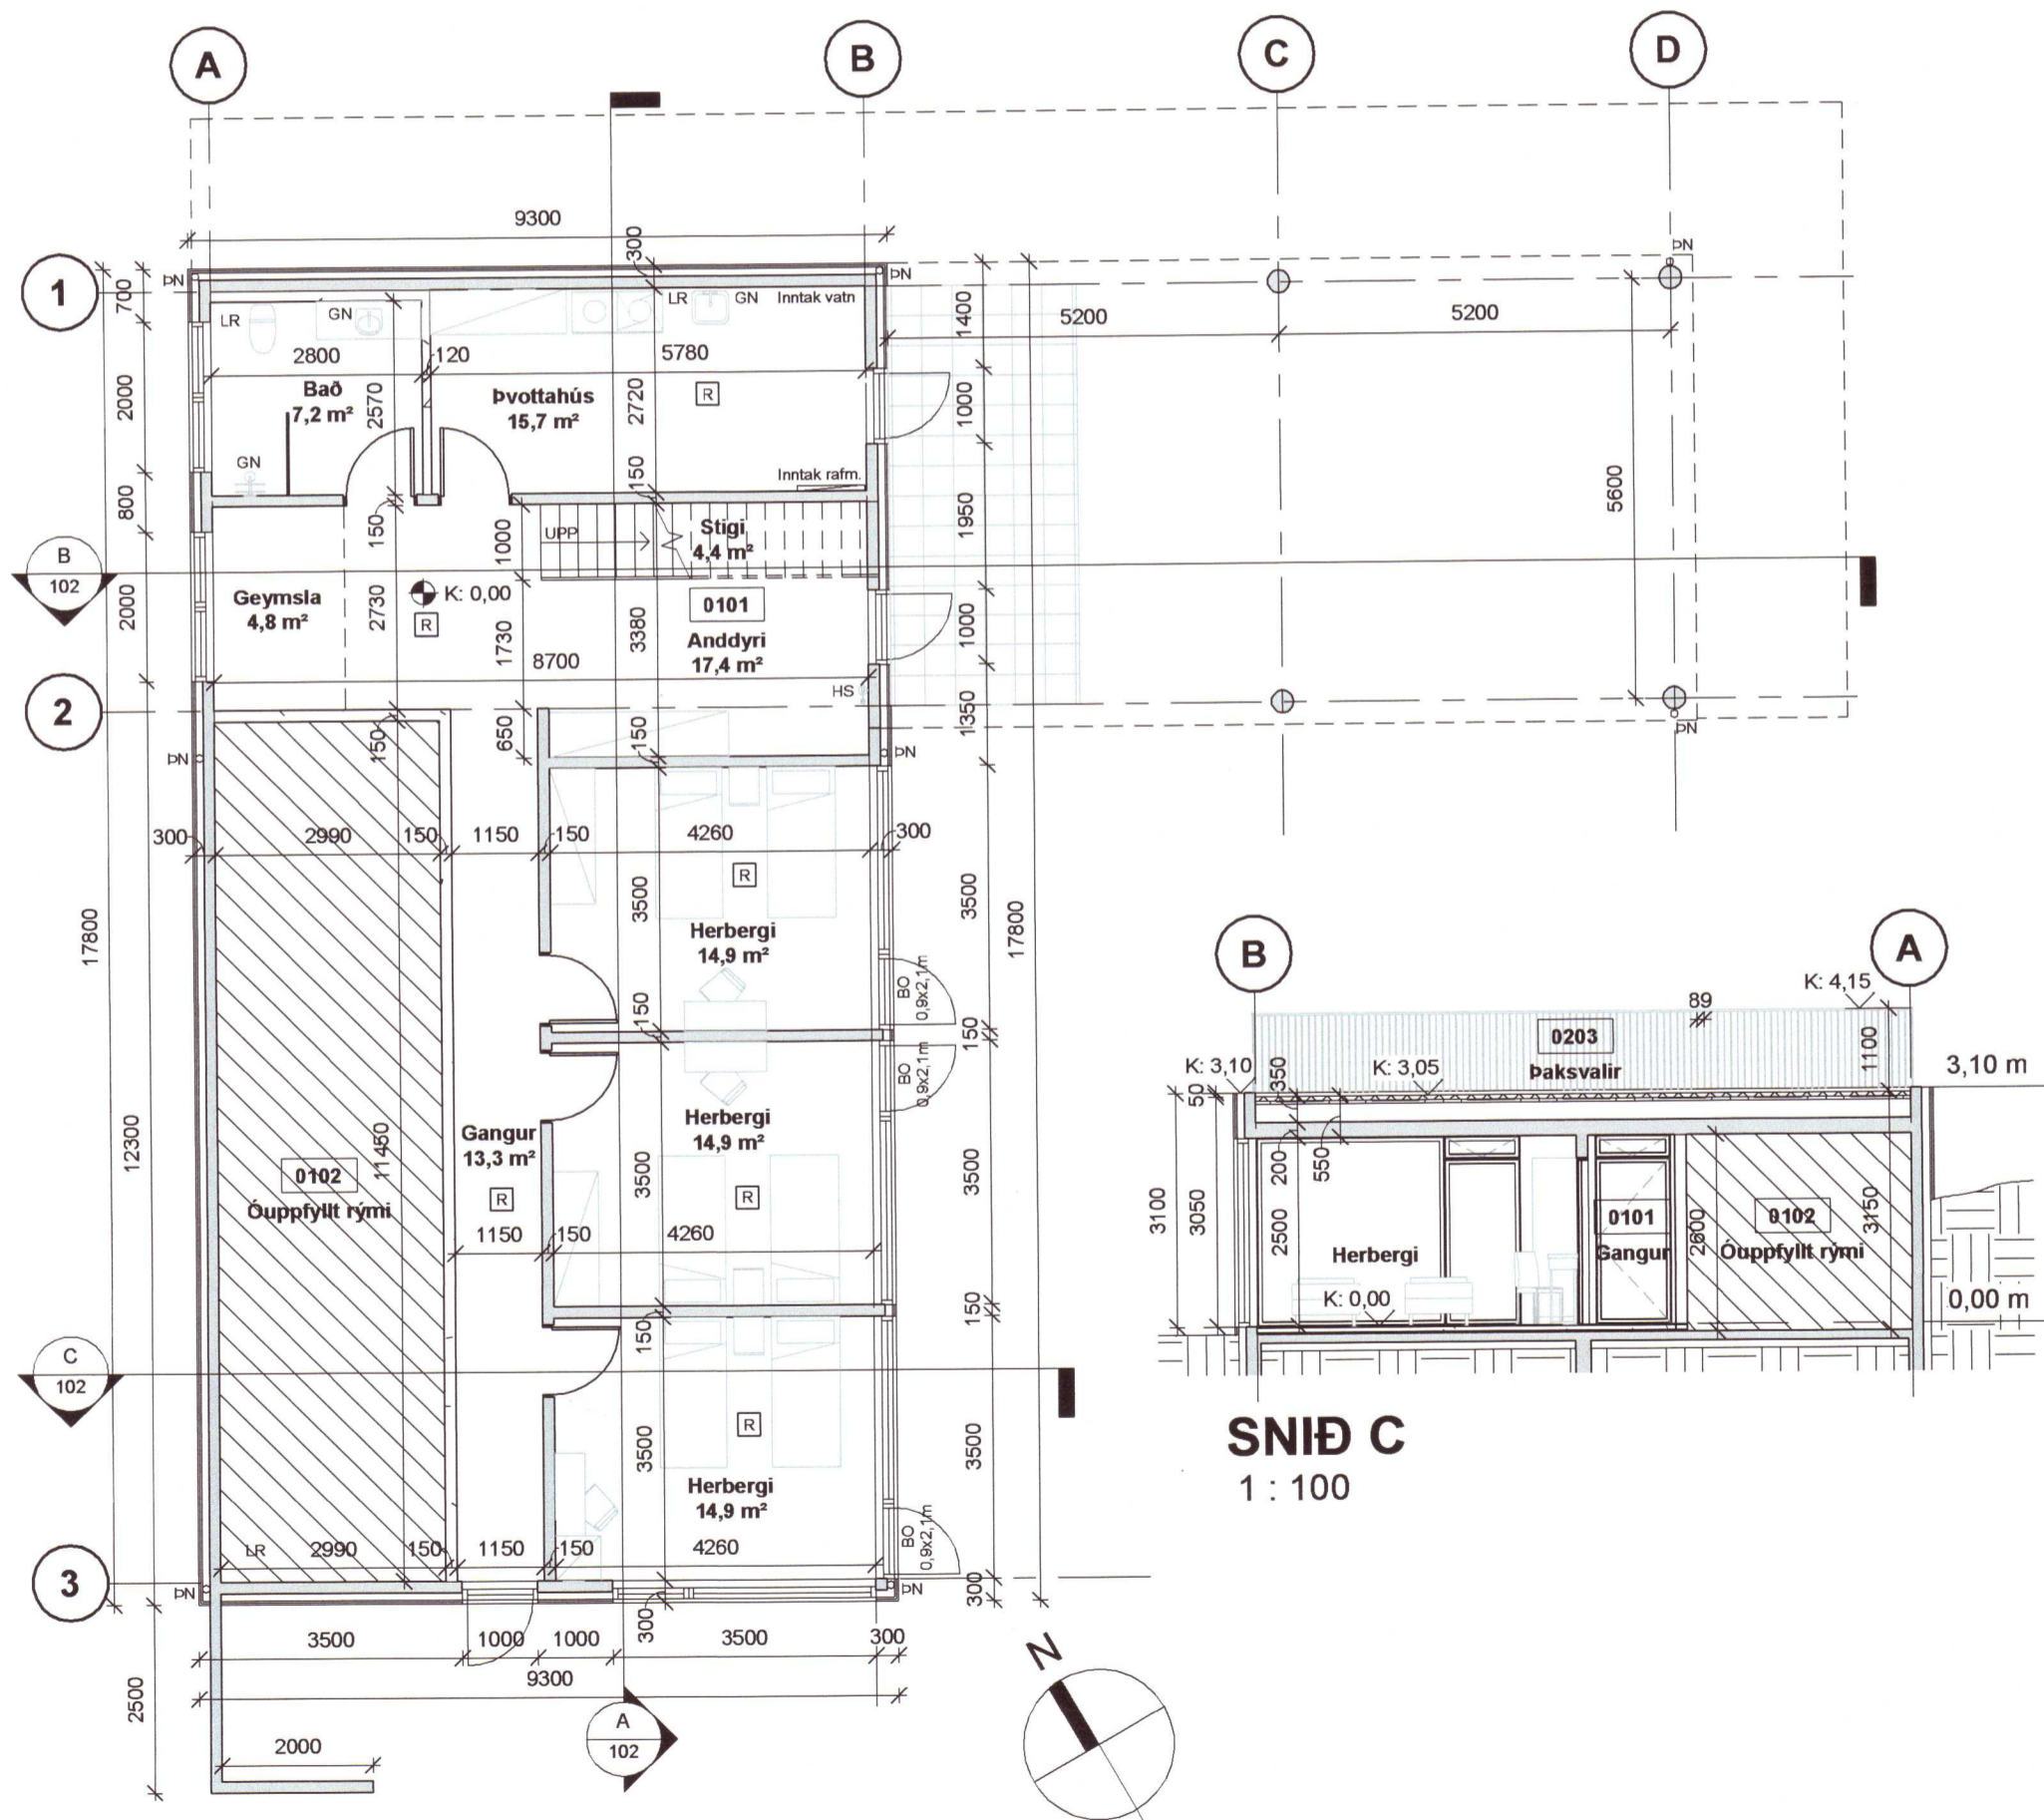 A
B
C
D
9300
300
ÞN
ÞN
ÞN
1
700
LR
GN
LR
GN
Inntak vatn
1400
5200
5200
2800
120
5780
Bað
7,2 m²
2570
Þvottahús
15,7 m²
2720
R
2000
1000
GN
150
Inntak rafm.
800
150
1000
UPP
Stigi
4,4 m²
1950
5600
B
102
Geymsla
4,8 m²
2730
K: 0,00
R
0101
2000
1730
3380
Anddyri
17,4 m²
1000
8700
HS
2
650
150
150
1350
ÞN
ÞN
ÞN
300
2990
150
1150
150
4260
300
R
17800
3500
3500
17800
Herbergi
14,9 m²
BO
0,9x2,1m
150
150
BO
0,9x2,1m
12300
11450
Gangur
13,3 m²
Herbergi
14,9 m²
0102
Óuppfyllt rými
R
R
3500
3500
1150
150
4260
150
150
C
102
R
3500
3500
Herbergi
14,9 m²
BO
0,9x2,1m
LR
2990
150
1150
150
4260
3
ÞN
ÞN
300
300
3500
1000
1000
3500
300
9300
2500
A
102
2000
N
B
A
K: 4,15
89
0203
Þaksvalir
1100
3,10 m
K: 3,10
350
K: 3,05
50
200
550
3100
3050
2500
2600
3150
0101
0102
Herbergi
Gangur
Óuppfyllt rými
K: 0,00
0,00 m
SNIÐ C
1 : 100